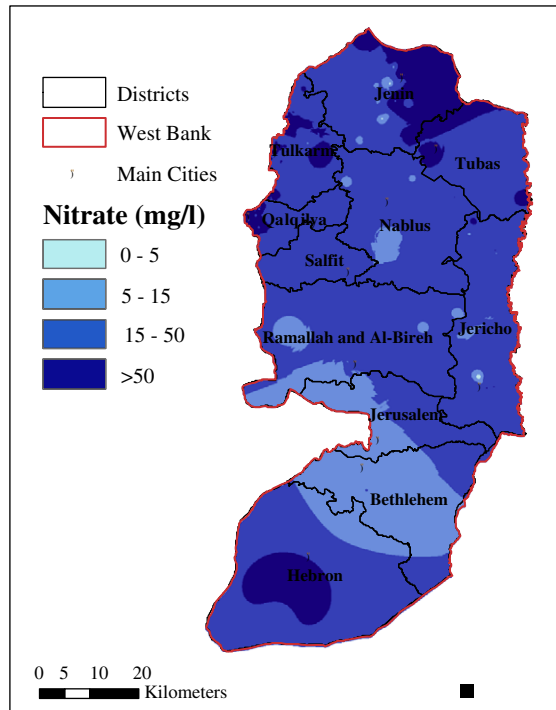 Districts
West Bank
Main Cities
Nitrate (mg/l)
0 - 5
5 - 15
15 - 50
>50
Jenin
Tulkarm
Tubas
Qalqilya
Nablus
Salfit
Ramallah and Al-Bireh
Jericho
Jerusalem
Bethlehem
Hebron
0 5 10 20
Kilometers